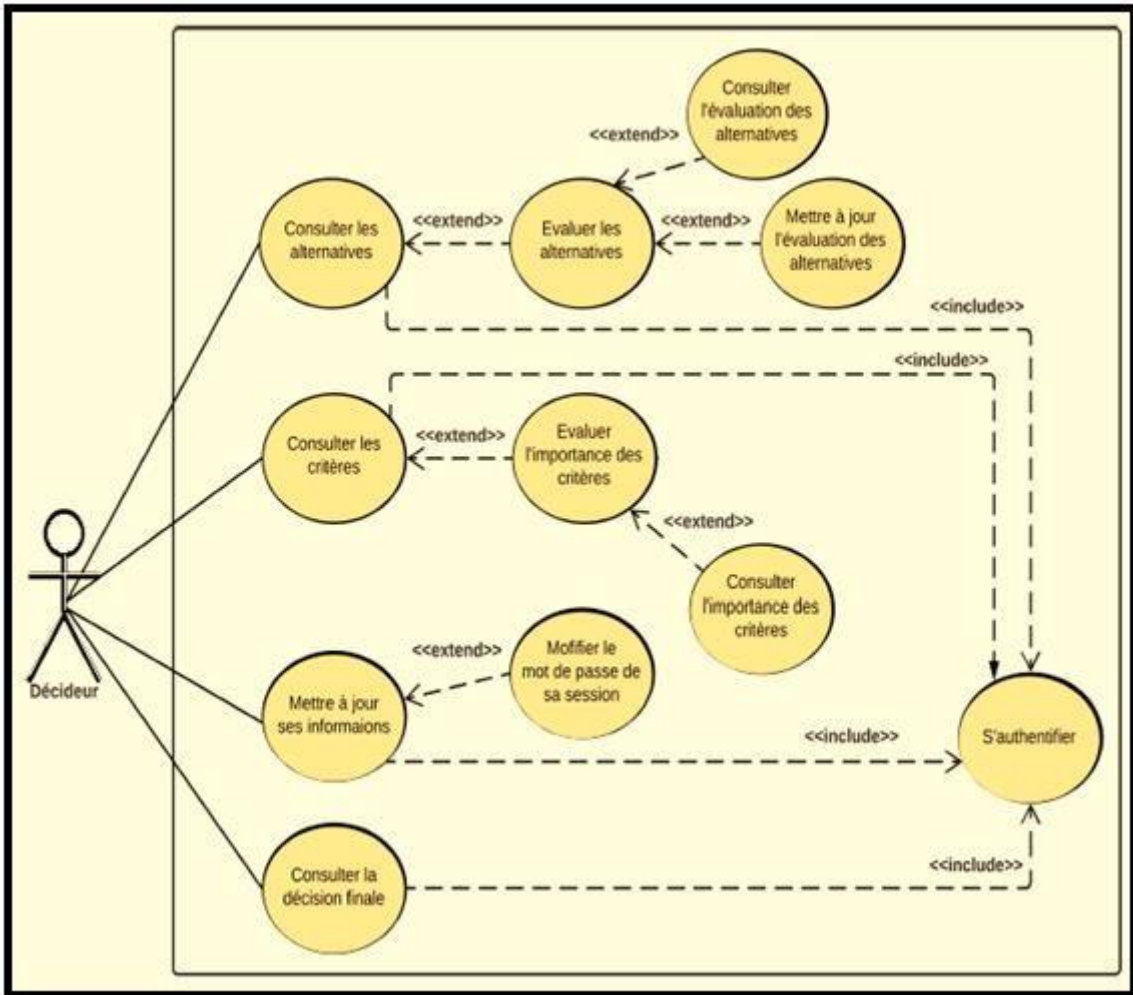 Consulter
l'évaluation des
alternatives
<<extend>>
Consulter les
alternatives
<<extend>>
Evaluer les
alternatives
<<extend>>
Mettre à jour
l'évaluation des
alternatives
<<include>>
<<include>>
Consulter les
critères
<<extend>>
Evaluer
l'importance des
critères
<<extend>>
Consulter
l'importance des
critères
Décideur
Mettre à jour
ses informaions
<<extend>>
Mofifier le
mot de passe de
sa session
<<include>>
S'authentifier
Consulter la
décision finale
<<include>>